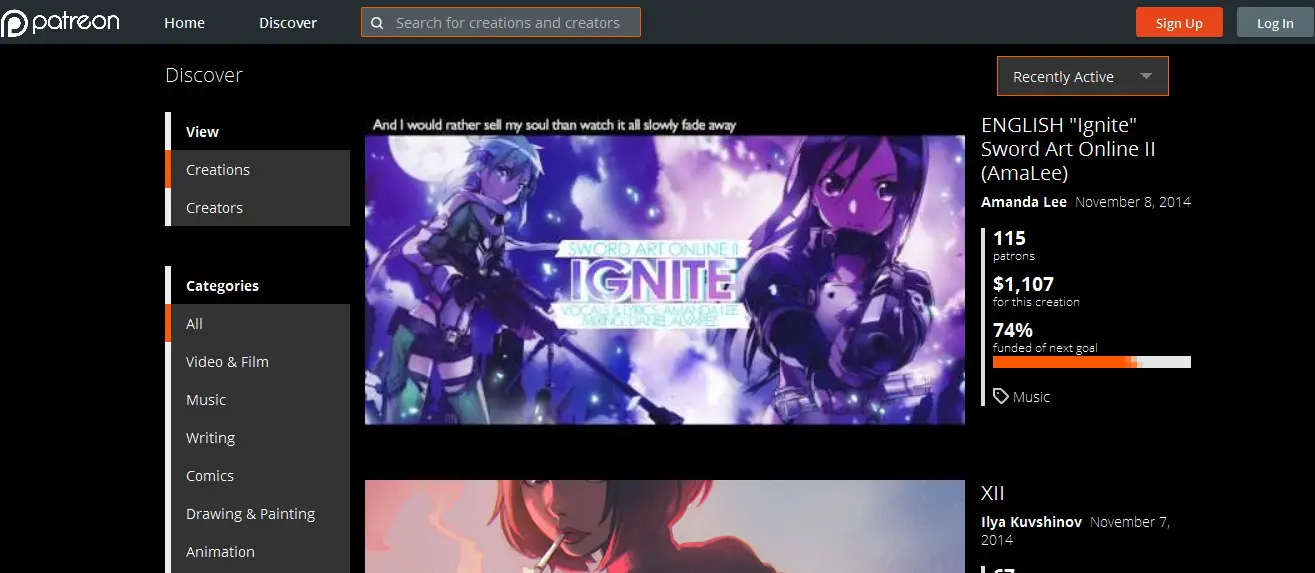 patreon
Home
Discover
Search for creations and creators
Sign Up
Log In
Discover
Recently Active
View
Creations
Creators
Categories
All
Video & Film
Music
Writing
Comics
Drawing & Painting
Animation
And I would rather sell my soul than watch it all slowly fade away
SWORD ART ONLINE II
IGNITE
VOCALS & LYRICS: AMANDA LEE
MIXING: DANIEL ALVAREZ
ENGLISH "Ignite"
Sword Art Online II
(AmaLee)
Amanda Lee November 8, 2014
115
patrons
$1,107
for this creation
74%
funded of next goal
Music
XII
Ilya Kuvshinov November 7,
2014